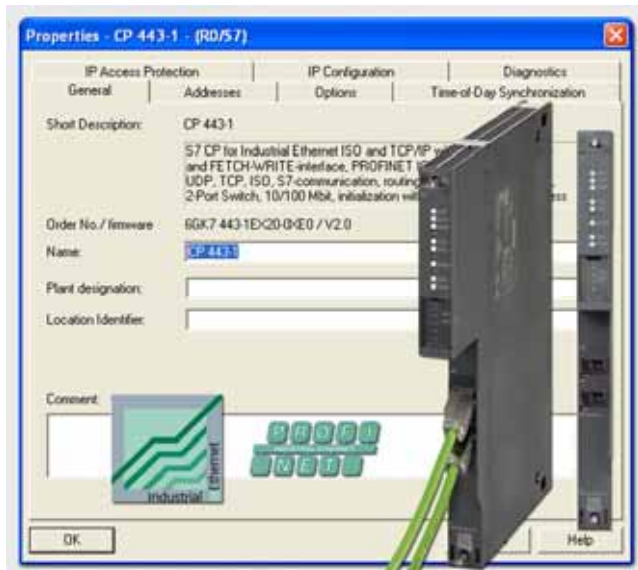 Properties - CP 443-1 - (R0/S7)
IP Access Protection IP Configuration Diagnostics
General Addresses Options Time-of-Day Synchronization
Short Description: CP 443-1
S7 CP for Industrial Ethernet ISO and TCP/IP
and FETCH-WRITE-interface, PROFINET
UDP, TCP, ISO, S7-communication, routing
2-Port Switch, 10/100 Mbit, initialization
Order No./ firmware 6GK7 443-1EX20-0XE0 / V2.0
Name: CP 443-1
Plant designation:
Location Identifier:
Comment:
Industrial Ethernet
PROFI
NET
OK Help